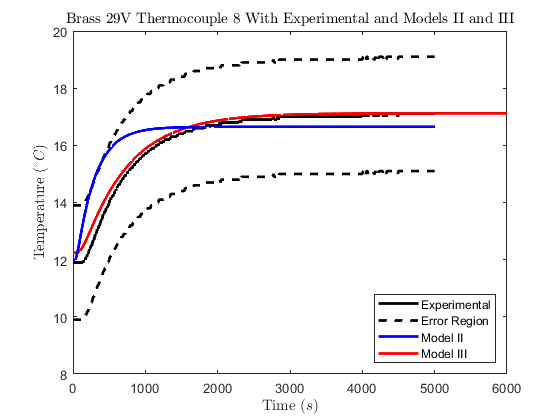 Brass 29V Thermocouple 8 With Experimental and Models II and III
20
18
16
14
12
10
8
Temperature (°C)
0 1000 2000 3000 4000 5000 6000
Time (s)
Experimental
Error Region
Model II
Model III